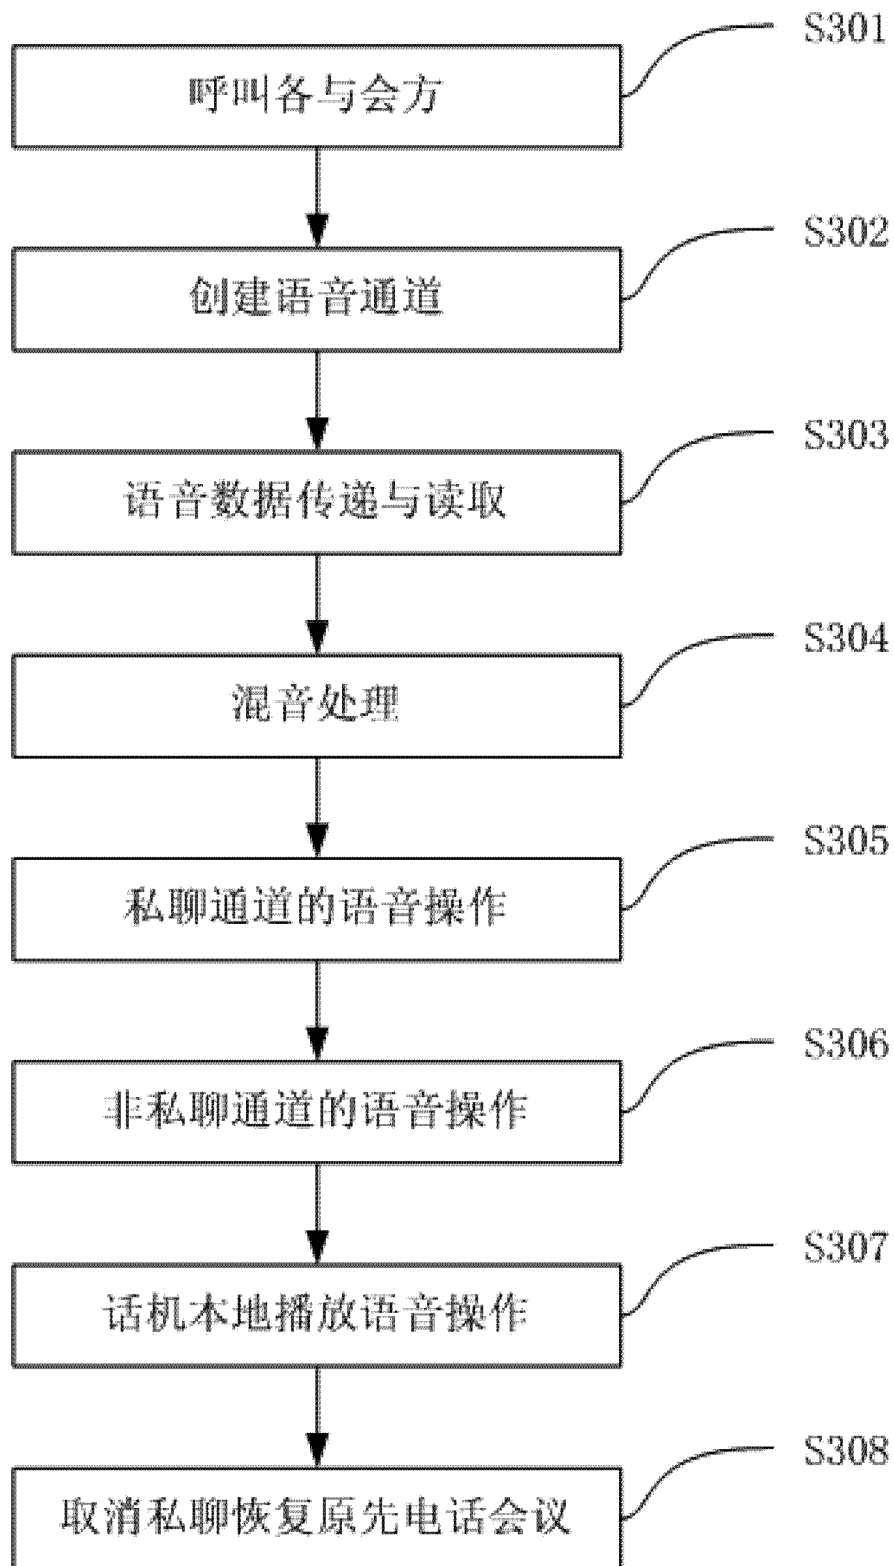 S301
呼叫各与会方
S302
创建语音通道
S303
语音数据传递与读取
S304
混音处理
S305
私聊通道的语音操作
S306
非私聊通道的语音操作
S307
话机本地播放语音操作
S308
取消私聊恢复原先电话会议